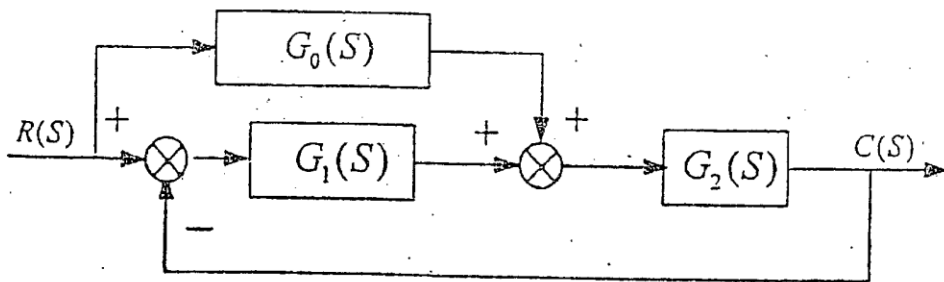 G₀(S)
R(S) + + +
G₁(S) G₂(S) C(S)
−